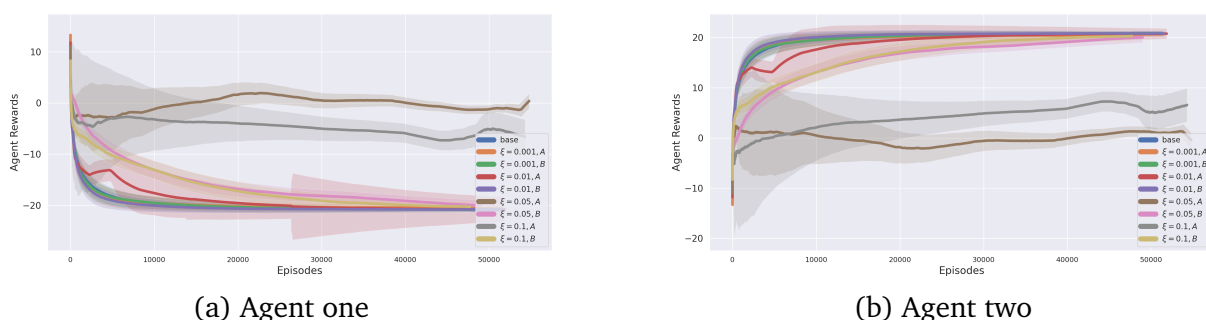 Agent Rewards
10
0
−10
−20
0
10000
20000
30000
40000
50000
Episodes
base
ξ = 0.001, A
ξ = 0.001, B
ξ = 0.01, A
ξ = 0.01, B
ξ = 0.05, A
ξ = 0.05, B
ξ = 0.1, A
ξ = 0.1, B
(a) Agent one
Agent Rewards
20
10
0
−10
−20
0
10000
20000
30000
40000
50000
Episodes
base
ξ = 0.001, A
ξ = 0.001, B
ξ = 0.01, A
ξ = 0.01, B
ξ = 0.05, A
ξ = 0.05, B
ξ = 0.1, A
ξ = 0.1, B
(b) Agent two